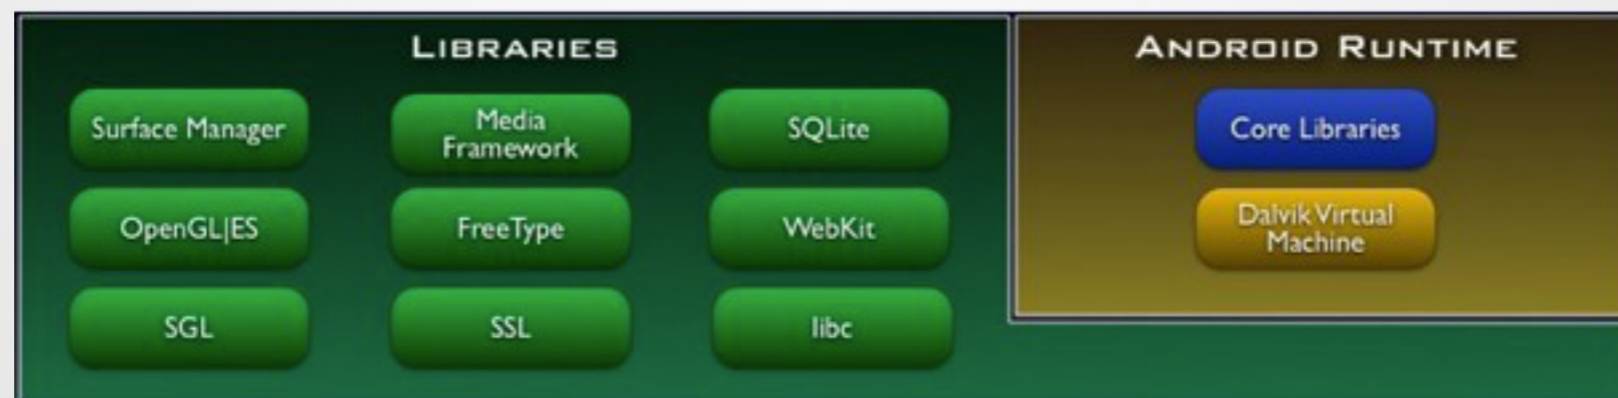 LIBRARIES
Surface Manager
Media
Framework
SQLite
OpenGL|ES
FreeType
WebKit
SGL
SSL
libc
ANDROID RUNTIME
Core Libraries
Dalvik Virtual
Machine